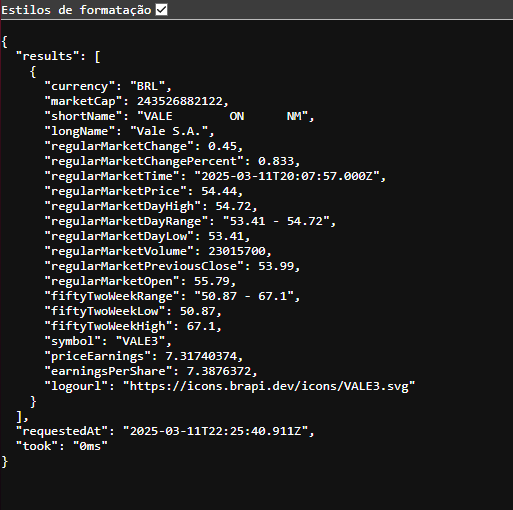 Estilos de formatação
{
  "results": [
    {
      "currency": "BRL",
      "marketCap": 243526882122,
      "shortName": "VALE        ON      NM",
      "longName": "Vale S.A.",
      "regularMarketChange": 0.45,
      "regularMarketChangePercent": 0.833,
      "regularMarketTime": "2025-03-11T20:07:57.000Z",
      "regularMarketPrice": 54.44,
      "regularMarketDayHigh": 54.72,
      "regularMarketDayRange": "53.41 - 54.72",
      "regularMarketDayLow": 53.41,
      "regularMarketVolume": 23015700,
      "regularMarketPreviousClose": 53.99,
      "regularMarketOpen": 55.79,
      "fiftyTwoWeekRange": "50.87 - 67.1",
      "fiftyTwoWeekLow": 50.87,
      "fiftyTwoWeekHigh": 67.1,
      "symbol": "VALE3",
      "priceEarnings": 7.31740374,
      "earningsPerShare": 7.3876372,
      "logourl": "https://icons.brapi.dev/icons/VALE3.svg"
    }
  ],
  "requestedAt": "2025-03-11T22:25:40.911Z",
  "took": "0ms"
}